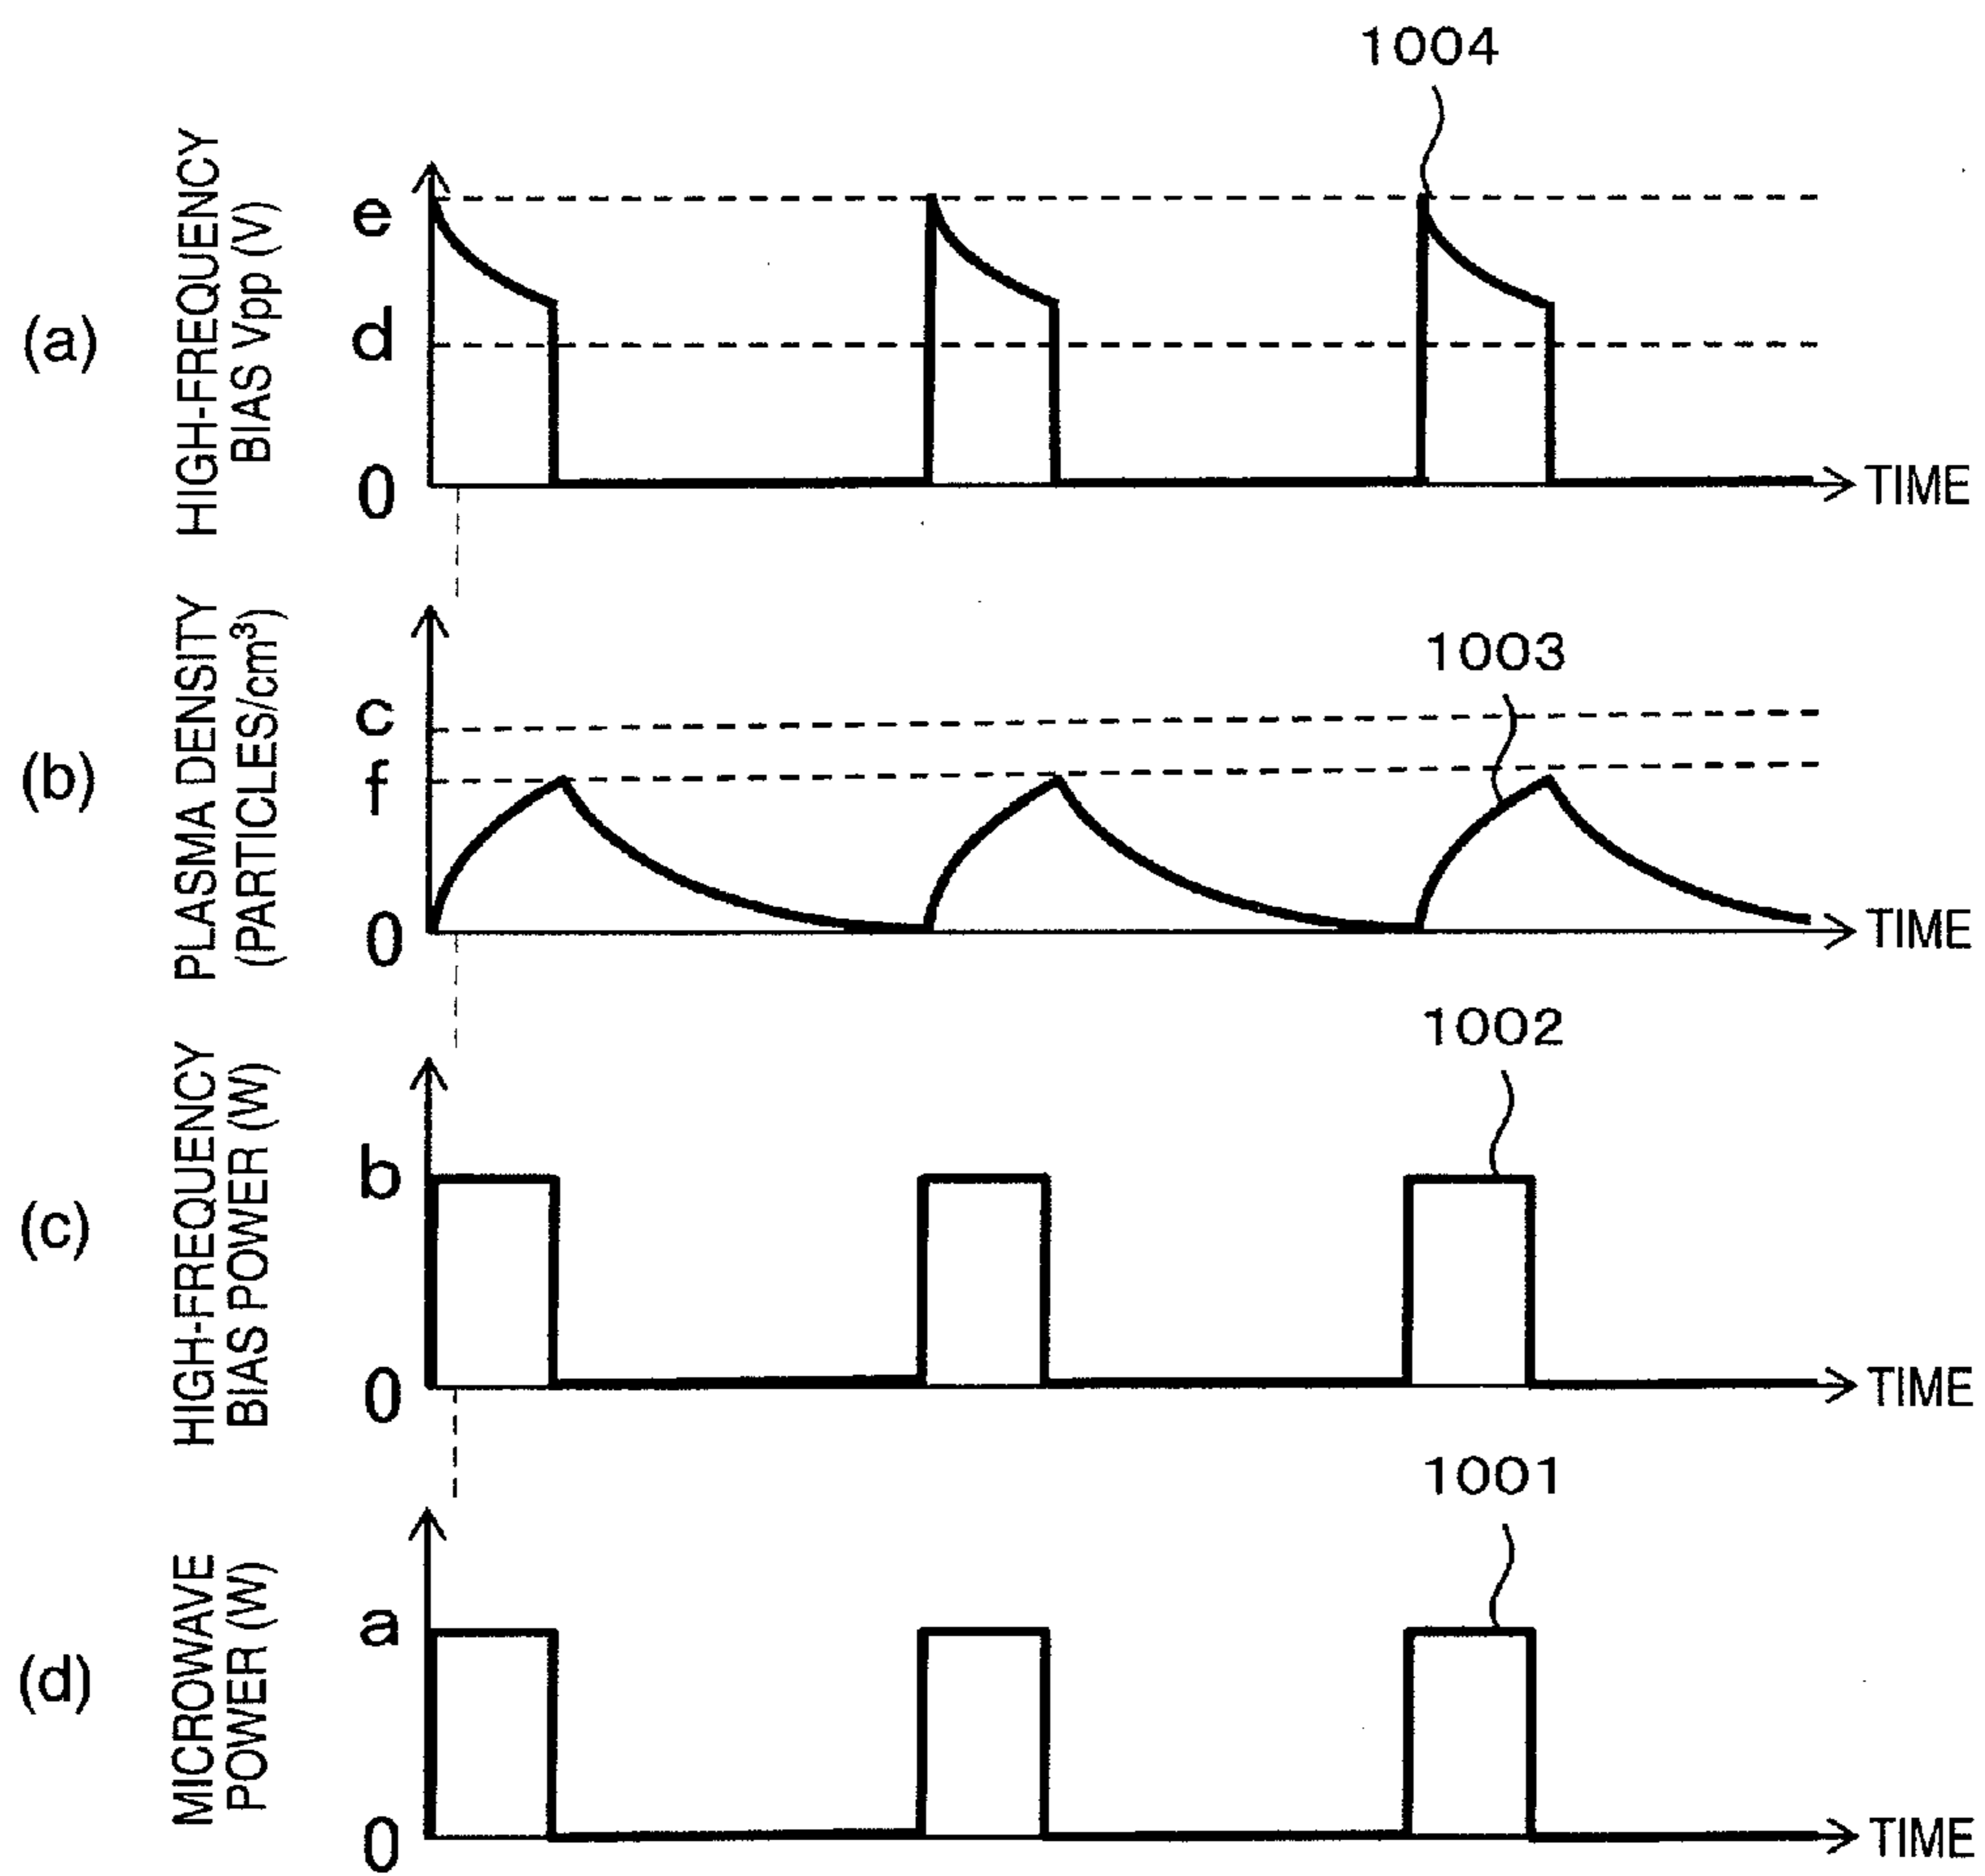 1004
(a)
HIGH-FREQUENCY
BIAS Vpp (V)
e
d
0
TIME
1003
(b)
PLASMA DENSITY
(PARTICLES/cm³)
c
f
0
TIME
1002
(c)
HIGH-FREQUENCY
BIAS POWER (W)
b
0
TIME
1001
(d)
MICROWAVE
POWER (W)
a
0
TIME